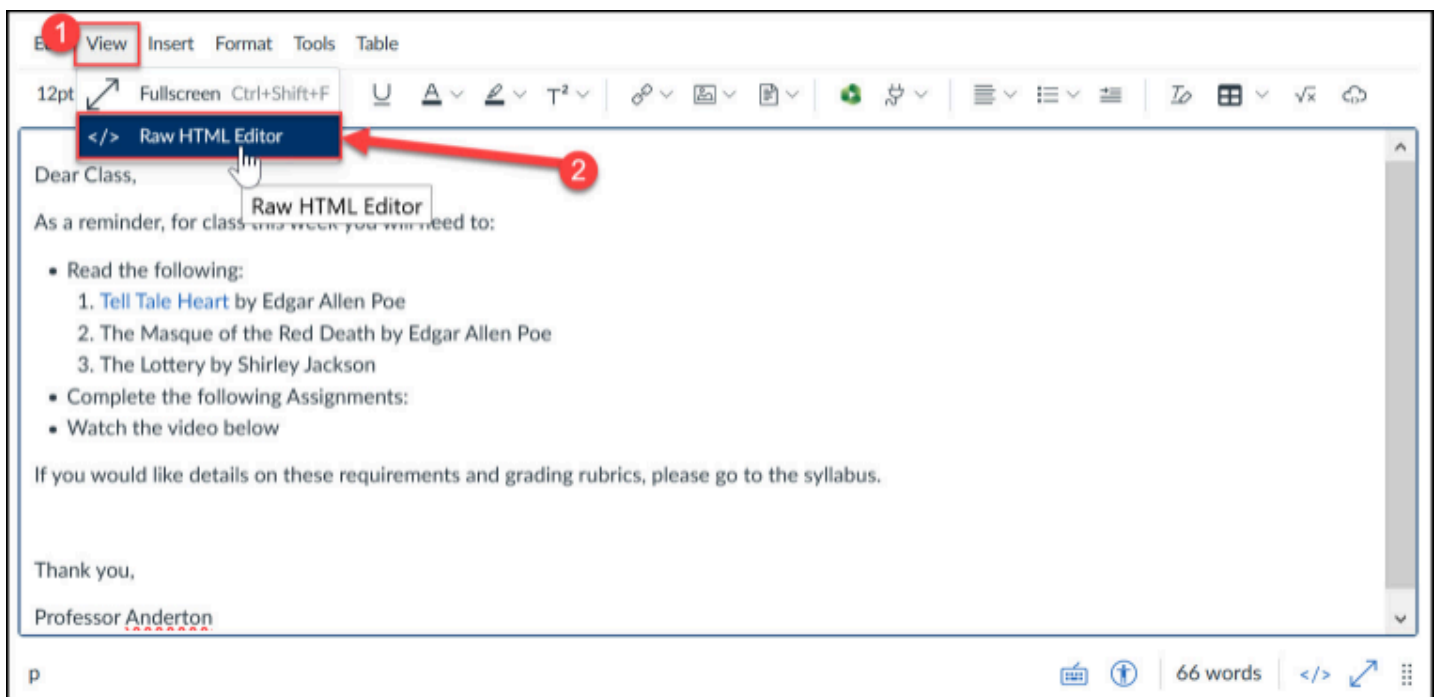 1
E
View Insert Format Tools Table
12pt Fullscreen Ctrl+Shift+F U A T²
</> Raw HTML Editor
2
Dear Class,
Raw HTML Editor
As a reminder, for class this week you will need to:
• Read the following:
1. Tell Tale Heart by Edgar Allen Poe
2. The Masque of the Red Death by Edgar Allen Poe
3. The Lottery by Shirley Jackson
• Complete the following Assignments:
• Watch the video below
If you would like details on these requirements and grading rubrics, please go to the syllabus.
Thank you,
Professor Anderton
p 66 words </>